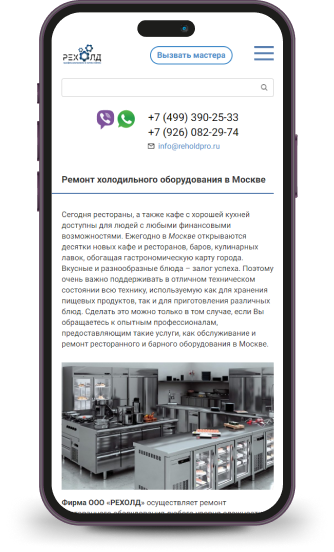 РЕХОЛД
Вызвать мастера
+7 (499) 390-25-33
+7 (926) 082-29-74
info@reholdpro.ru
Ремонт холодильного оборудования в Москве
Сегодня рестораны, а также кафе с хорошей кухней
доступны для людей с любыми финансовыми
возможностями. Ежегодно в Москве открываются
десятки новых кафе и ресторанов, баров, кулинарных
лавок, обогащая гастрономическую карту города.
Вкусные и разнообразные блюда – залог успеха. Поэтому
очень важно поддерживать в отличном техническом
состоянии всю технику, используемую как для хранения
пищевых продуктов, так и для приготовления различных
блюд. Сделать это можно только в том случае, если Вы
обращаетесь к опытным профессионалам,
предоставляющим такие услуги, как обслуживание и
ремонт ресторанного и барного оборудования в Москве.
Фирма ООО «РЕХОЛД» осуществляет ремонт